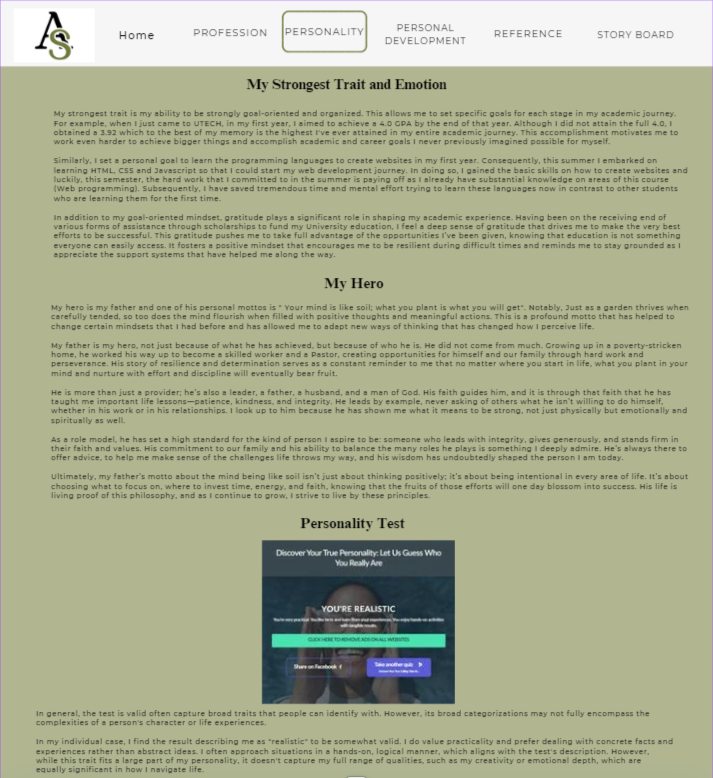 AS
Home
PROFESSION
PERSONALITY
PERSONAL
DEVELOPMENT
REFERENCE
STORY BOARD
My Strongest Trait and Emotion
My strongest trait is my ability to be strongly goal-oriented and organized. This allows me to set specific goals for each stage in my academic journey.
For example, when I just came to UTECH, in my first year, I aimed to achieve a 4.0 GPA by the end of that year. Although I did not attain the full 4.0, I
obtained a 3.92 which to the best of my memory is the highest I've ever attained in my entire academic journey. This accomplishment motivates me to
work even harder to achieve bigger things and accomplish academic and career goals I never previously imagined possible for myself.
Similarly, I set a personal goal to learn the programming languages to create websites in my first year. Consequently, this summer I embarked on
learning HTML, CSS and Javascript so that I could start my web development journey. In doing so, I gained the basic skills on how to create websites and
luckily, this semester, the hard work that I committed to in the summer is paying off as I already have substantial knowledge on areas of this course
(Web programming). Subsequently, I have saved tremendous time and mental effort trying to learn these languages now in contrast to other students
who are learning them for the first time.
In addition to my goal-oriented mindset, gratitude plays a significant role in shaping my academic experience. Having been on the receiving end of
various forms of assistance through scholarships to fund my University education, I feel a deep sense of gratitude that drives me to make the very best
efforts to be successful. This gratitude pushes me to take full advantage of the opportunities I've been given, knowing that education is not something
everyone can easily access. It fosters a positive mindset that encourages me to be resilient during difficult times and reminds me to stay grounded as I
appreciate the support systems that have helped me along the way.
My Hero
My hero is my father and one of his personal mottos is " Your mind is like soil; what you plant is what you will get". Notably, Just as a garden thrives when
carefully tended, so too does the mind flourish when filled with positive thoughts and meaningful actions. This is a profound motto that has helped to
change certain mindsets that I had before and has allowed me to adapt new ways of thinking that has changed how I perceive life.
My father is my hero, not just because of what he has achieved, but because of who he is. He did not come from much. Growing up in a poverty-stricken
home, he worked his way up to become a skilled worker and a Pastor, creating opportunities for himself and our family through hard work and
perseverance. His story of resilience and determination serves as a constant reminder to me that no matter where you start in life, what you plant in your
mind and nurture with effort and discipline will eventually bear fruit.
He is more than just a provider; he's also a leader, a father, a husband, and a man of God. His faith guides him, and it is through that faith that he has
taught me important life lessons—patience, kindness, and integrity. He leads by example, never asking of others what he isn't willing to do himself,
whether in his work or in his relationships. I look up to him because he has shown me what it means to be strong, not just physically but emotionally and
spiritually as well.
As a role model, he has set a high standard for the kind of person I aspire to be: someone who leads with integrity, gives generously, and stands firm in
their faith and values. His commitment to our family and his ability to balance the many roles he plays is something I deeply admire. He's always there to
offer advice, to help me make sense of the challenges life throws my way, and his wisdom has undoubtedly shaped the person I am today.
Ultimately, my father's motto about the mind being like soil isn't just about thinking positively; it's about being intentional in every area of life. It's about
choosing what to focus on, where to invest time, energy, and faith, knowing that the fruits of those efforts will one day blossom into success. His life is
living proof of this philosophy, and as I continue to grow, I strive to live by these principles.
Personality Test
Discover Your True Personality: Let Us Guess Who
You Really Are
YOU'RE REALISTIC
You're very practical. You like facts and learn from your experiences. You enjoy hands-on activities
with tangible results.
CLICK HERE TO REMOVE ADS ON ALL WEBSITES
Share on Facebook f
Take another quiz
In general, the test is valid often capture broad traits that people can identify with. However, its broad categorizations may not fully encompass the
complexities of a person's character or life experiences.
In my individual case, I find the result describing me as "realistic" to be somewhat valid. I do value practicality and prefer dealing with concrete facts and
experiences rather than abstract ideas. I often approach situations in a hands-on, logical manner, which aligns with the test's description. However,
while this trait fits a large part of my personality, it doesn't capture my full range of qualities, such as my creativity or emotional depth, which are
equally significant in how I navigate life.